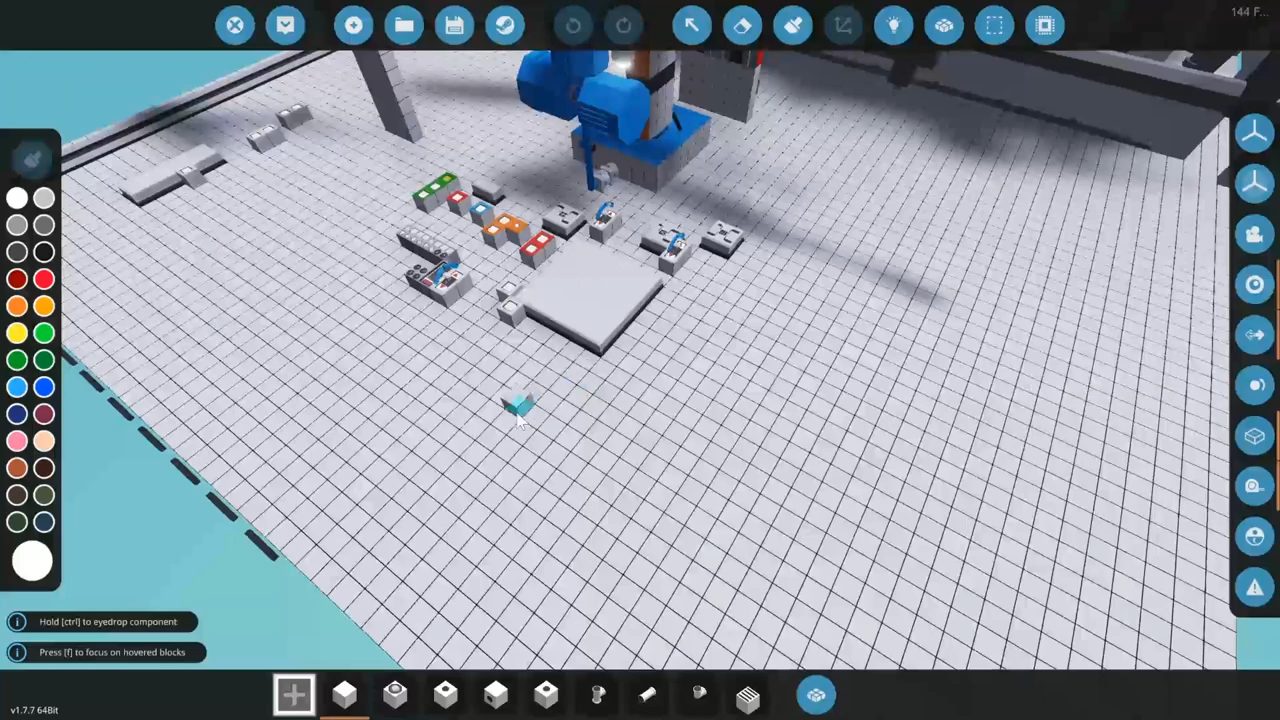 144 F...
Hold [ctrl] to eyedrop component
Press [f] to focus on hovered blocks
v1.7.7 64Bit